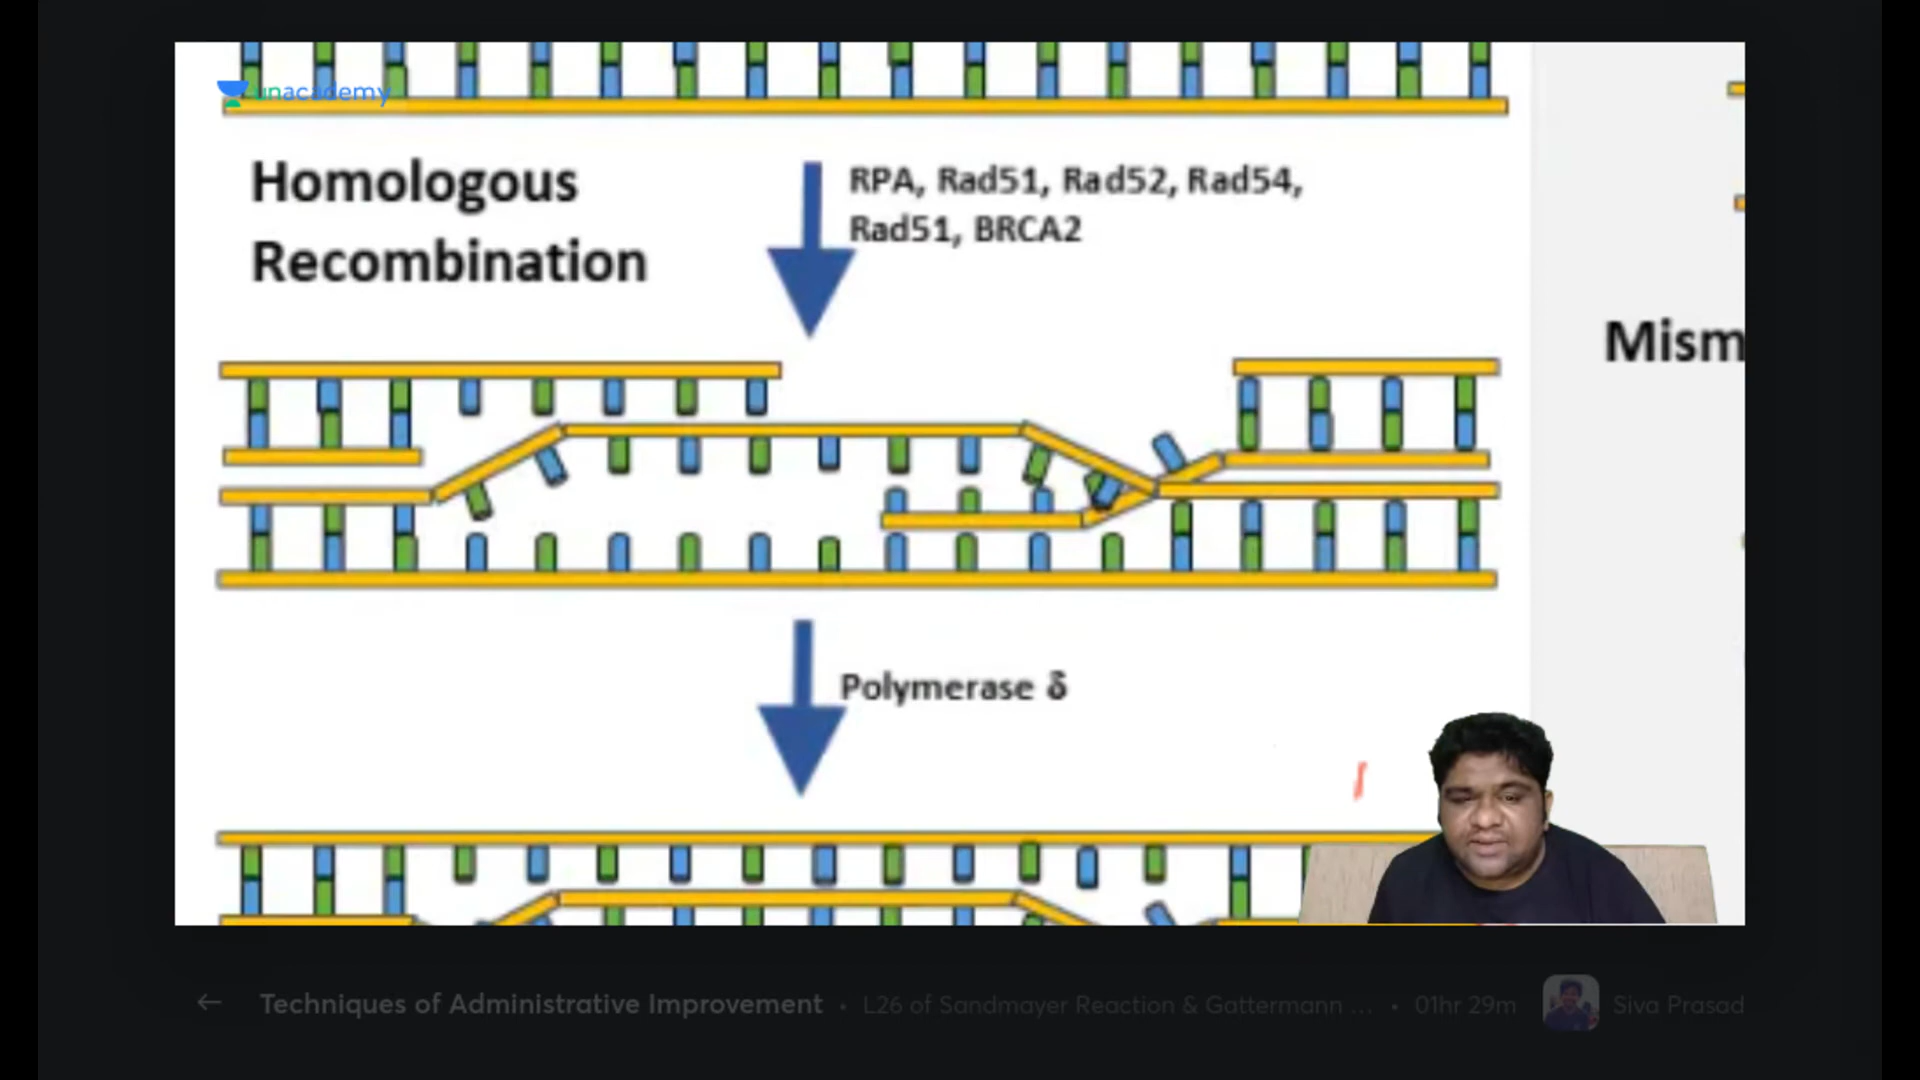 unacademy
Homologous
Recombination
RPA, Rad51, Rad52, Rad54,
Rad51, BRCA2
Mism
Polymerase δ
Techniques of Administrative Improvement • L26 of Sandmayer Reaction & Gattermann ... • 01hr 29m Siva Prasad